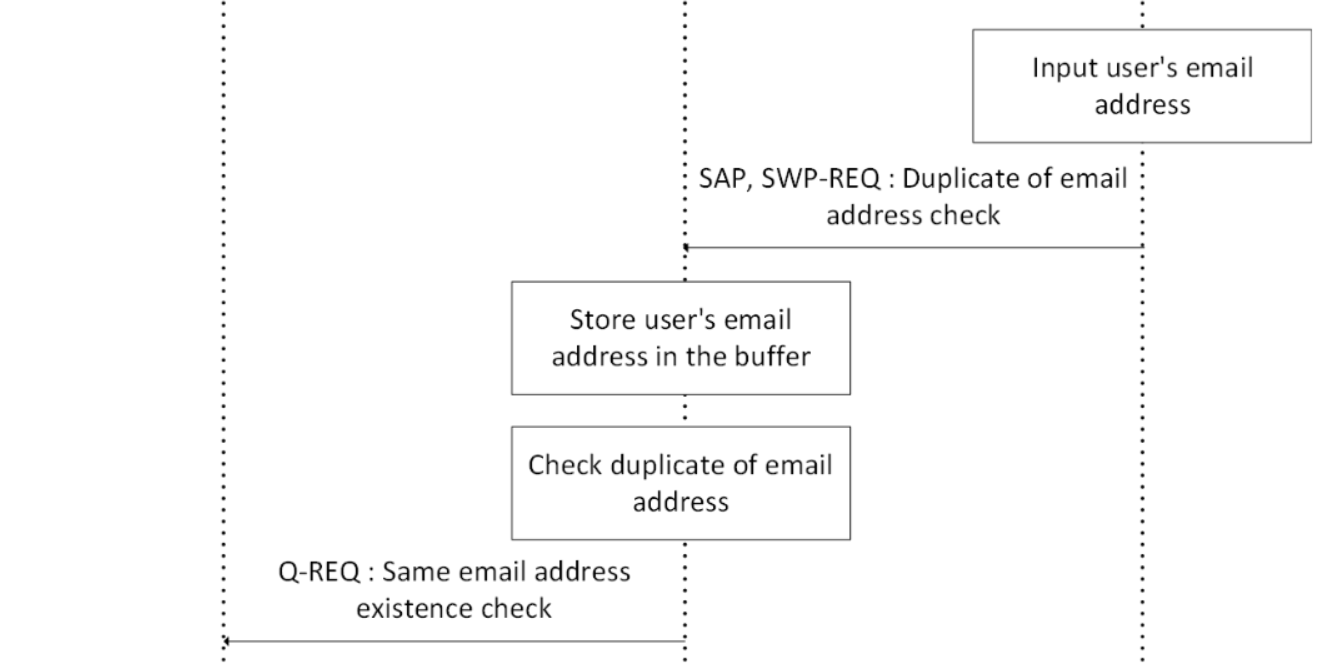 Input user's email
address
SAP, SWP-REQ : Duplicate of email
address check
Store user's email
address in the buffer
Check duplicate of email
address
Q-REQ : Same email address
existence check